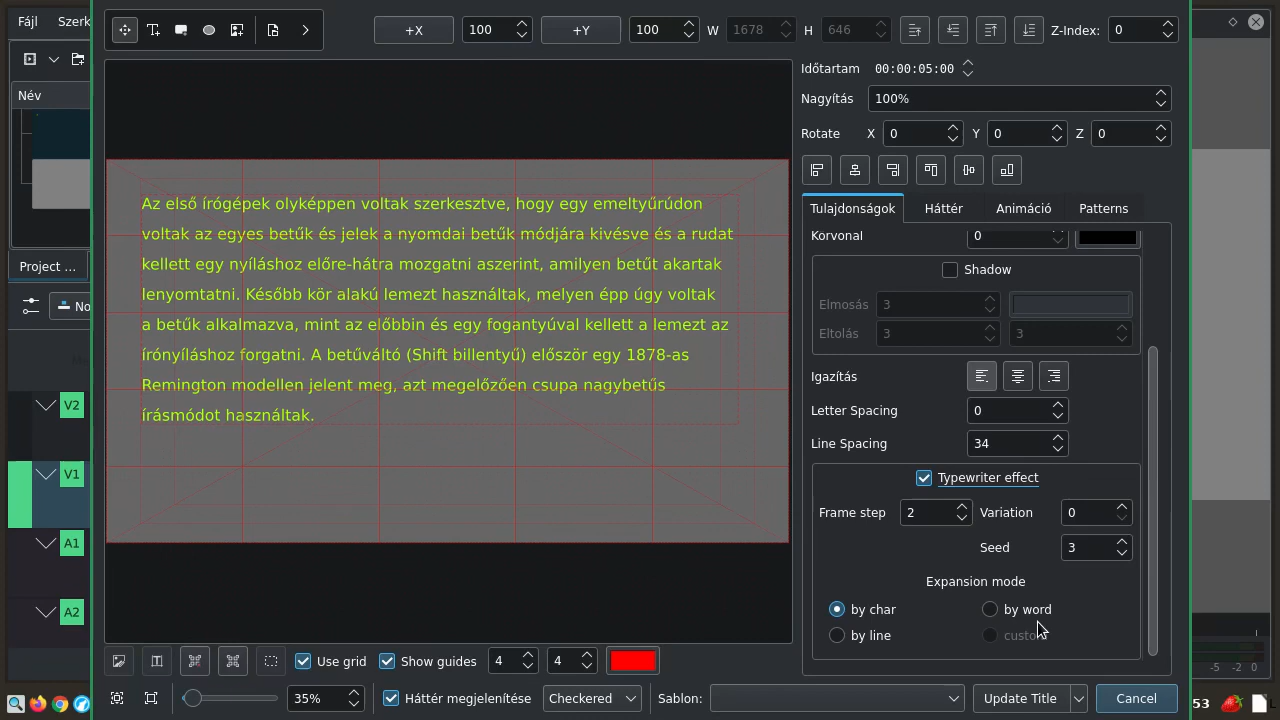 Fájl Szerk
+X 100 +Y 100 W 1678 H 646 Z-Index: 0
Időtartam 00:00:05:00
Nagyítás 100%
Rotate X 0 Y 0 Z 0
Név
Tulajdonságok Háttér Animáció Patterns
Körvonal 0
Shadow
Elmosás 3
Eltolás 3 3
Igazítás
Letter Spacing 0
Line Spacing 34
Typewriter effect
Frame step 2 Variation 0
Seed 3
Expansion mode
by char by word
by line
Az első írógépek olyképpen voltak szerkesztve, hogy egy emeltyűrúdon
voltak az egyes betűk és jelek a nyomdai betűk módjára kivésve és a rudat
kellett egy nyíláshoz előre-hátra mozgatni aszerint, amilyen betűt akartak
lenyomtatni. Később kör alakú lemezt használtak, melyen épp úgy voltak
a betűk alkalmazva, mint az előbbin és egy fogantyúval kellett a lemezt az
írónyíláshoz forgatni. A betűváltó (Shift billentyű) először egy 1878-as
Remington modellen jelent meg, azt megelőzően csupa nagybetűs
írásmódot használtak.
Project ...
No
V2
V1
A1
A2
Use grid Show guides 4 4
35% Háttér megjelenítése Checkered Sablon: Update Title Cancel
-5 -2 0
53